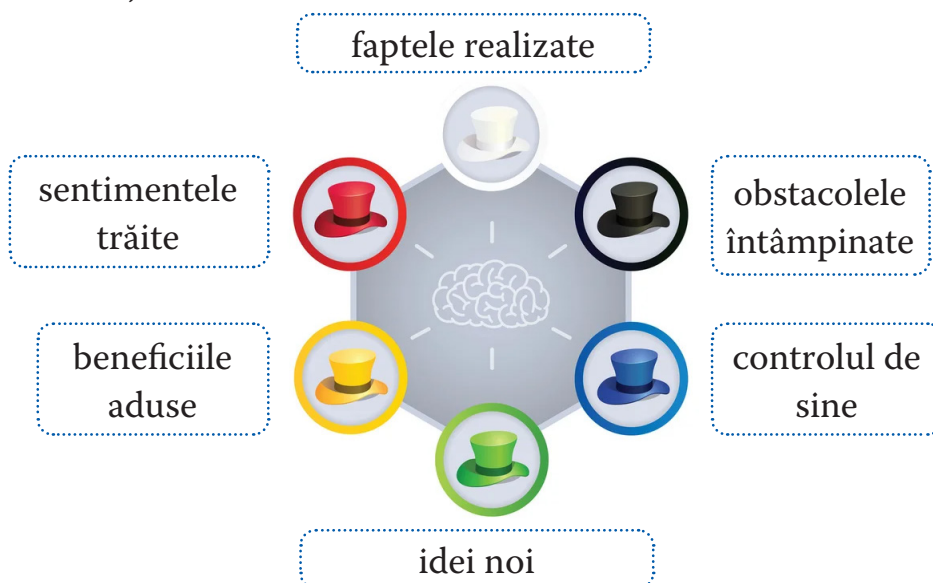 faptele realizate
sentimentele
trăite
obstacolele
întâmpinate
beneficiile
aduse
controlul de
sine
idei noi